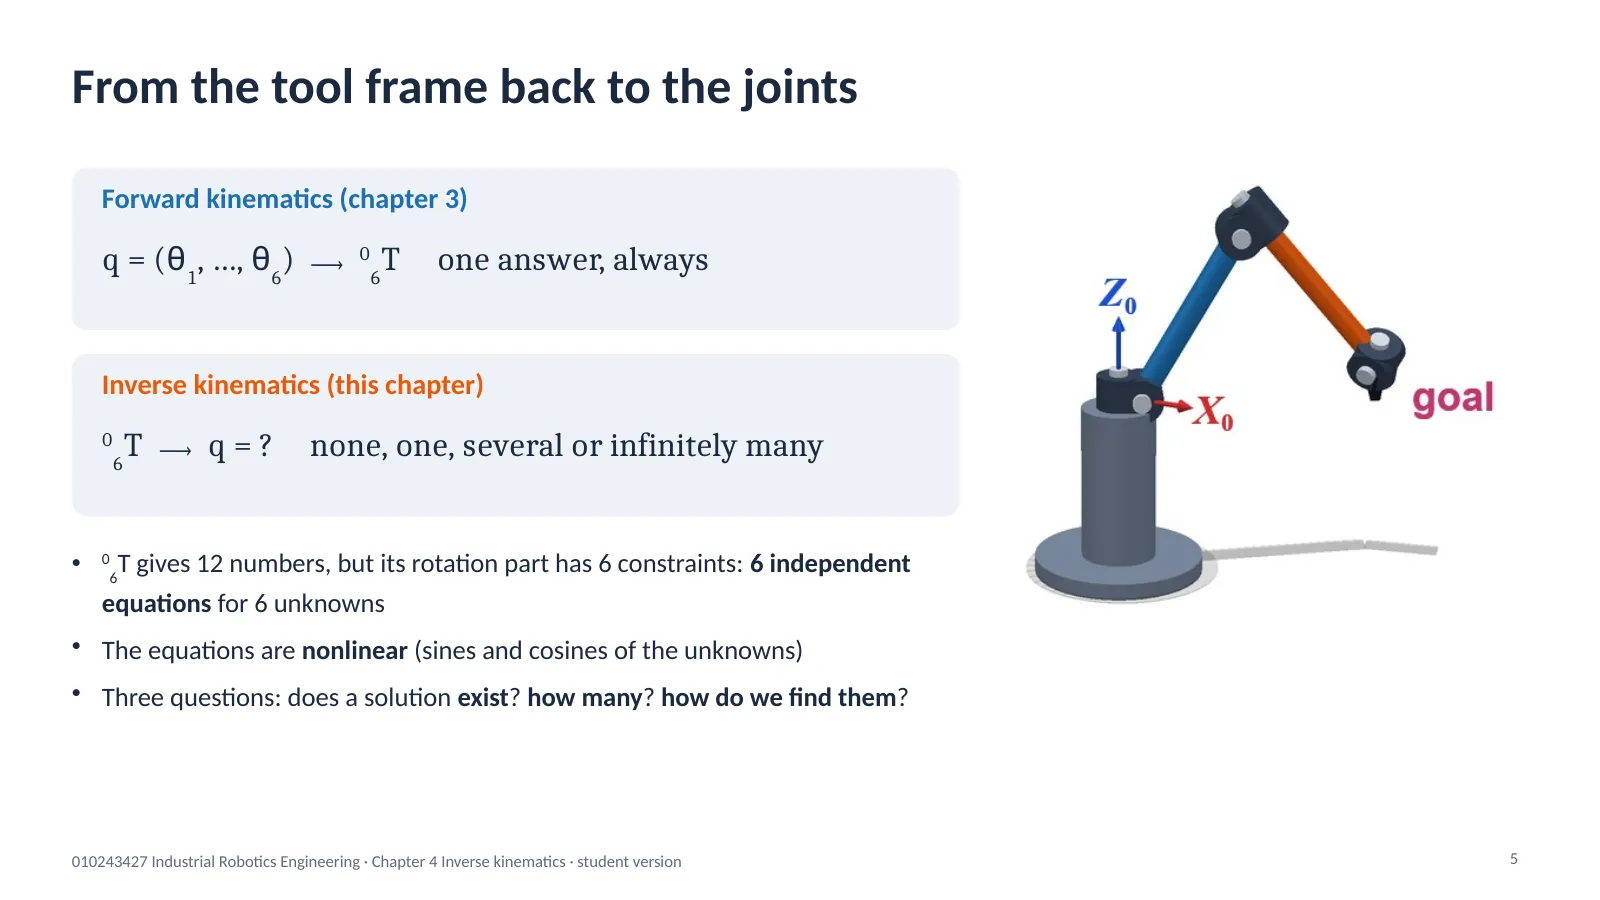 From the tool frame back to the joints
Forward kinematics (chapter 3)
q = (θ₁, …, θ₆) ⟶ ⁰₆T one answer, always
Inverse kinematics (this chapter)
⁰₆T ⟶ q = ? none, one, several or infinitely many
• ⁰₆T gives 12 numbers, but its rotation part has 6 constraints: 6 independent
equations for 6 unknowns
• The equations are nonlinear (sines and cosines of the unknowns)
• Three questions: does a solution exist? how many? how do we find them?
Z₀
X₀
goal
010243427 Industrial Robotics Engineering · Chapter 4 Inverse kinematics · student version
5